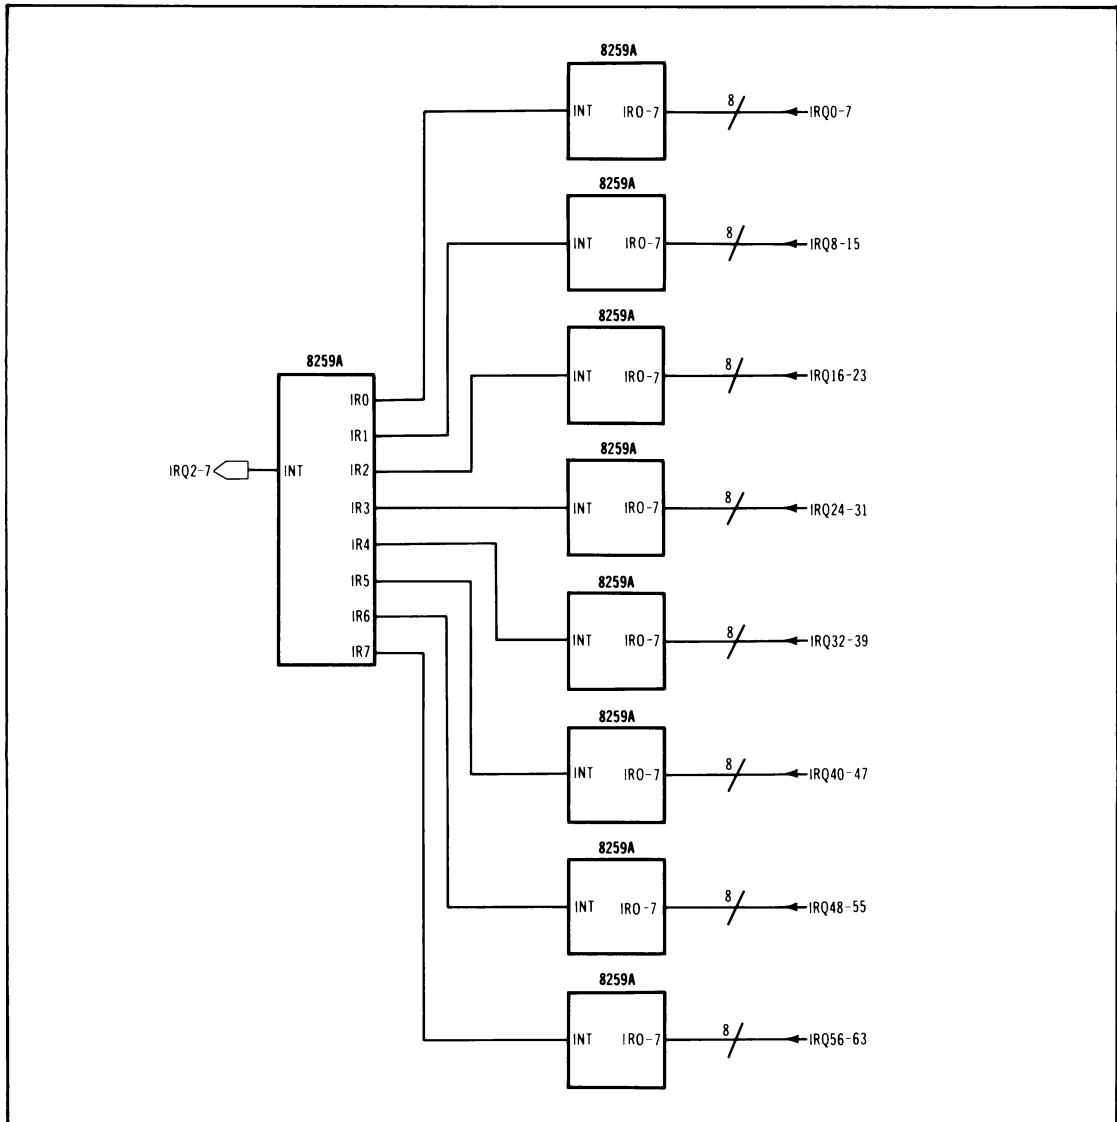 8259A
INT IR0-7 8 IRQ0-7
8259A
INT IR0-7 8 IRQ8-15
8259A
INT IR0-7 8 IRQ16-23
8259A
IR0
IR1
IRQ2-7 INT IR2
IR3
IR4
IR5
IR6
IR7
8259A
INT IR0-7 8 IRQ24-31
8259A
INT IR0-7 8 IRQ32-39
8259A
INT IR0-7 8 IRQ40-47
8259A
INT IR0-7 8 IRQ48-55
8259A
INT IR0-7 8 IRQ56-63